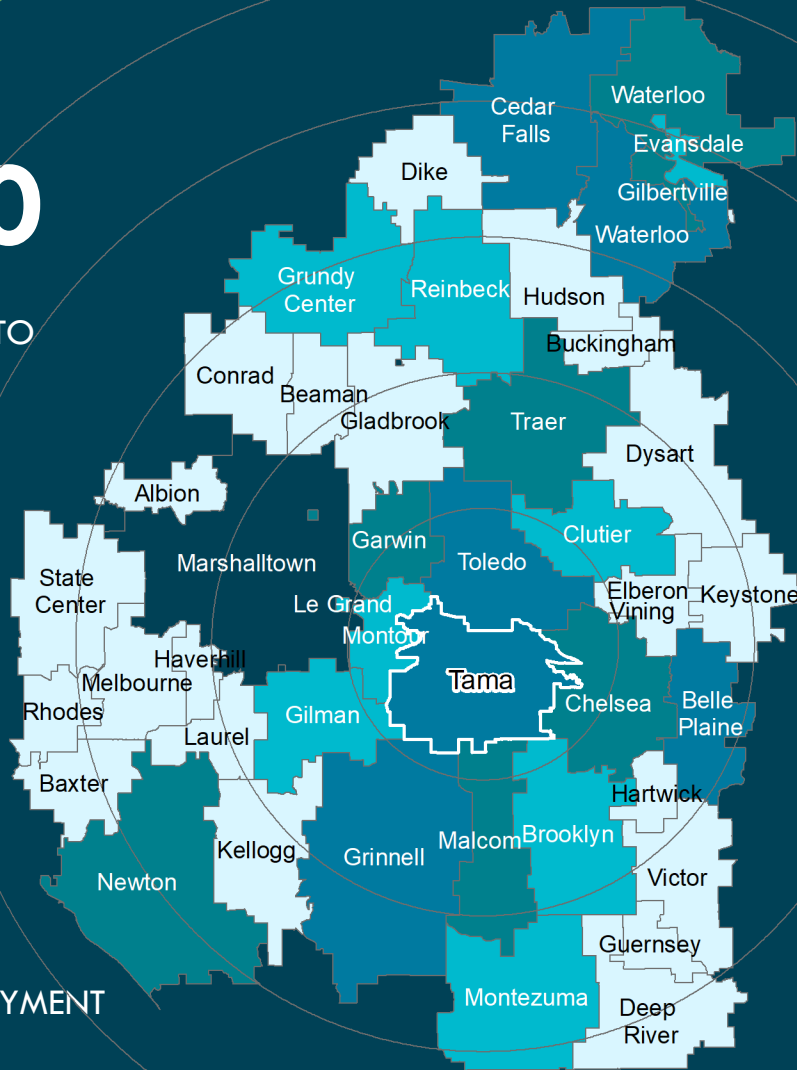 TO
Cedar
Falls
Waterloo
Evansdale
Dike
Gilbertville
Waterloo
Grundy
Center
Reinbeck
Hudson
Buckingham
Conrad
Beaman
Gladbrook
Traer
Dysart
Albion
Clutier
Garwin
Marshalltown
Toledo
State
Center
Elberon
Vining
Keystone
Le Grand
Montour
Haverhill
Melbourne
Tama
Rhodes
Gilman
Chelsea
Belle
Plaine
Laurel
Baxter
Hartwick
Malcom
Brooklyn
Kellogg
Grinnell
Newton
Victor
Guernsey
Montezuma
Deep
River
YMENT